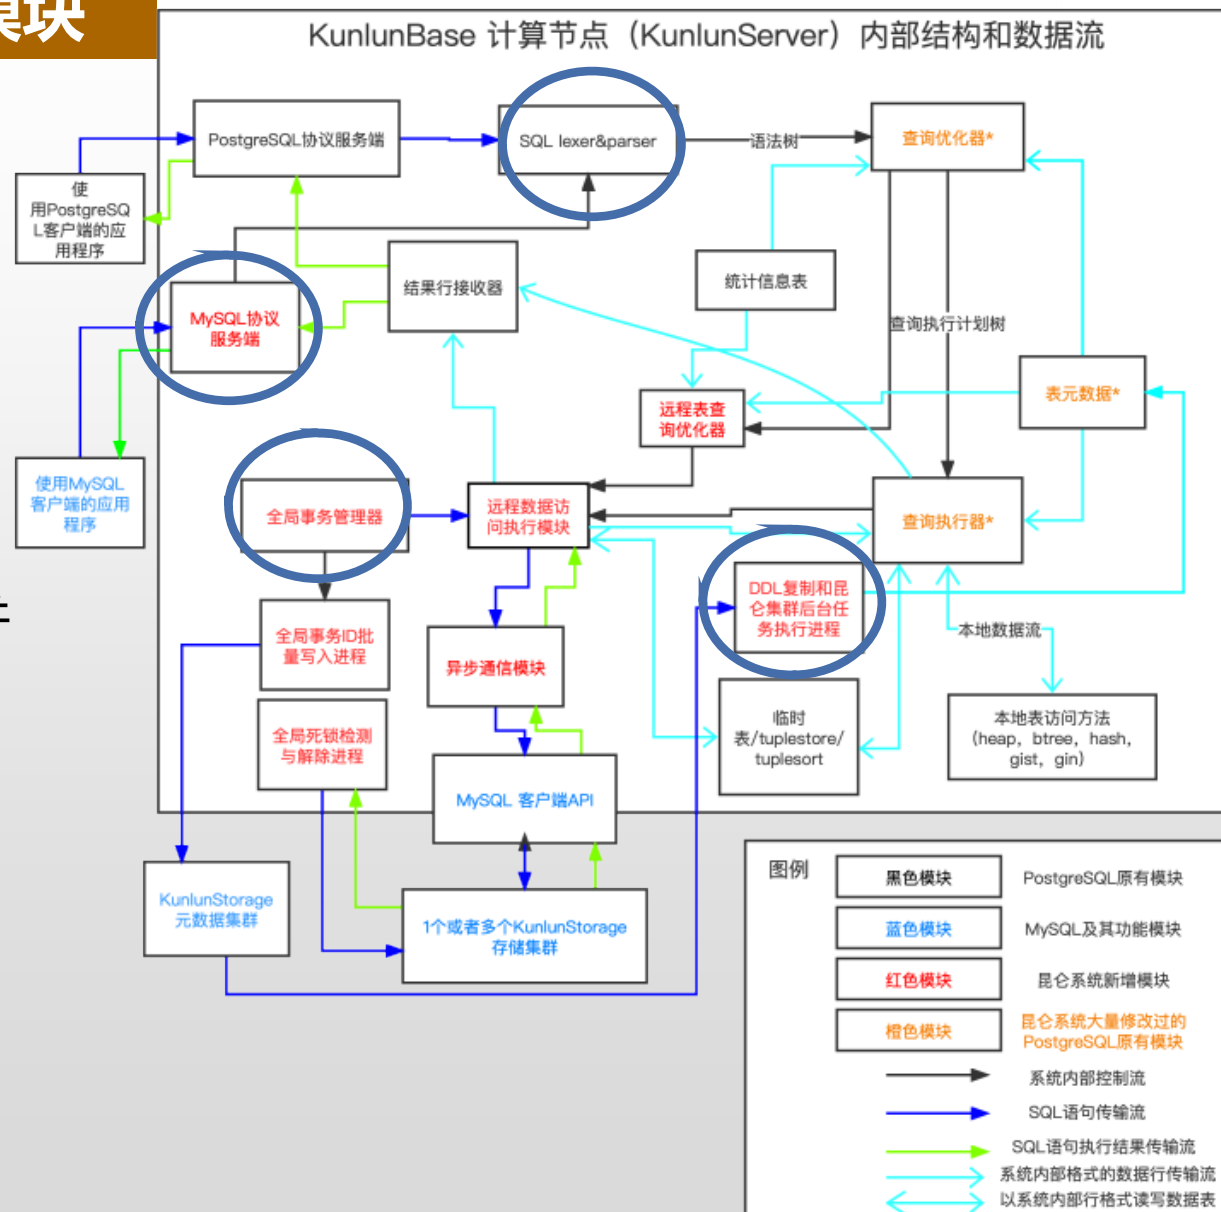 模块
KunlunBase 计算节点（KunlunServer）内部结构和数据流
PostgreSQL协议服务端
SQL lexer&parser
语法树
查询优化器*
使
用PostgreSQ
L客户端的应
用程序
结果行接收器
统计信息表
MySQL协议
服务端
查询执行计划树
远程表查
询优化器
表元数据*
使用MySQL
客户端的应用
程序
全局事务管理器
远程数据访
问执行模块
查询执行器*
DDL复制和昆
仑集群后台任
务执行进程
全局事务ID批
量写入进程
异步通信模块
本地数据流
全局死锁检测
与解除进程
临时
表/tuplestore/
tuplesort
本地表访问方法
（heap，btree，hash，
gist，gin）
MySQL 客户端API
KunlunStorage
元数据集群
1个或者多个KunlunStorage
存储集群
图例
黑色模块
PostgreSQL原有模块
蓝色模块
MySQL及其功能模块
红色模块
昆仑系统新增模块
橙色模块
昆仑系统大量修改过的
PostgreSQL原有模块
系统内部控制流
SQL语句传输流
SQL语句执行结果传输流
系统内部格式的数据行传输流
以系统内部行格式读写数据表